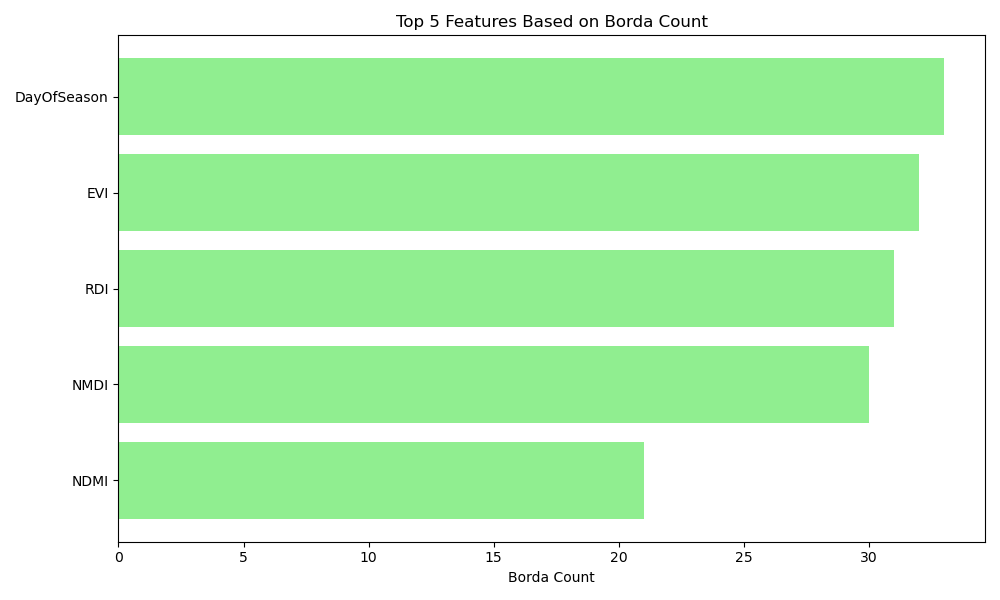 Top 5 Features Based on Borda Count
DayOfSeason
EVI
RDI
NMDI
NDMI
0 5 10 15 20 25 30
Borda Count